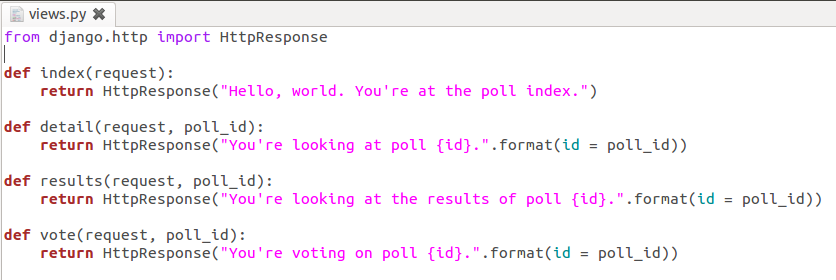 views.py
from django.http import HttpResponse

def index(request):
    return HttpResponse("Hello, world. You're at the poll index.")

def detail(request, poll_id):
    return HttpResponse("You're looking at poll {id}.".format(id = poll_id))

def results(request, poll_id):
    return HttpResponse("You're looking at the results of poll {id}.".format(id = poll_id))

def vote(request, poll_id):
    return HttpResponse("You're voting on poll {id}.".format(id = poll_id))